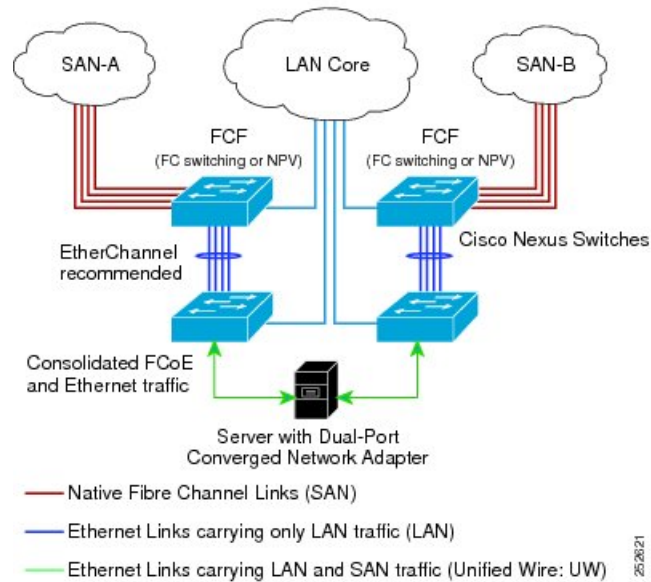 SAN-A
LAN Core
SAN-B
FCF
(FC switching or NPV)
FCF
(FC switching or NPV)
EtherChannel
recommended
Cisco Nexus Switches
Consolidated FCoE
and Ethernet traffic
Server with Dual-Port
Converged Network Adapter
Native Fibre Channel Links (SAN)
Ethernet Links carrying only LAN traffic (LAN)
Ethernet Links carrying LAN and SAN traffic (Unified Wire: UW)
252621